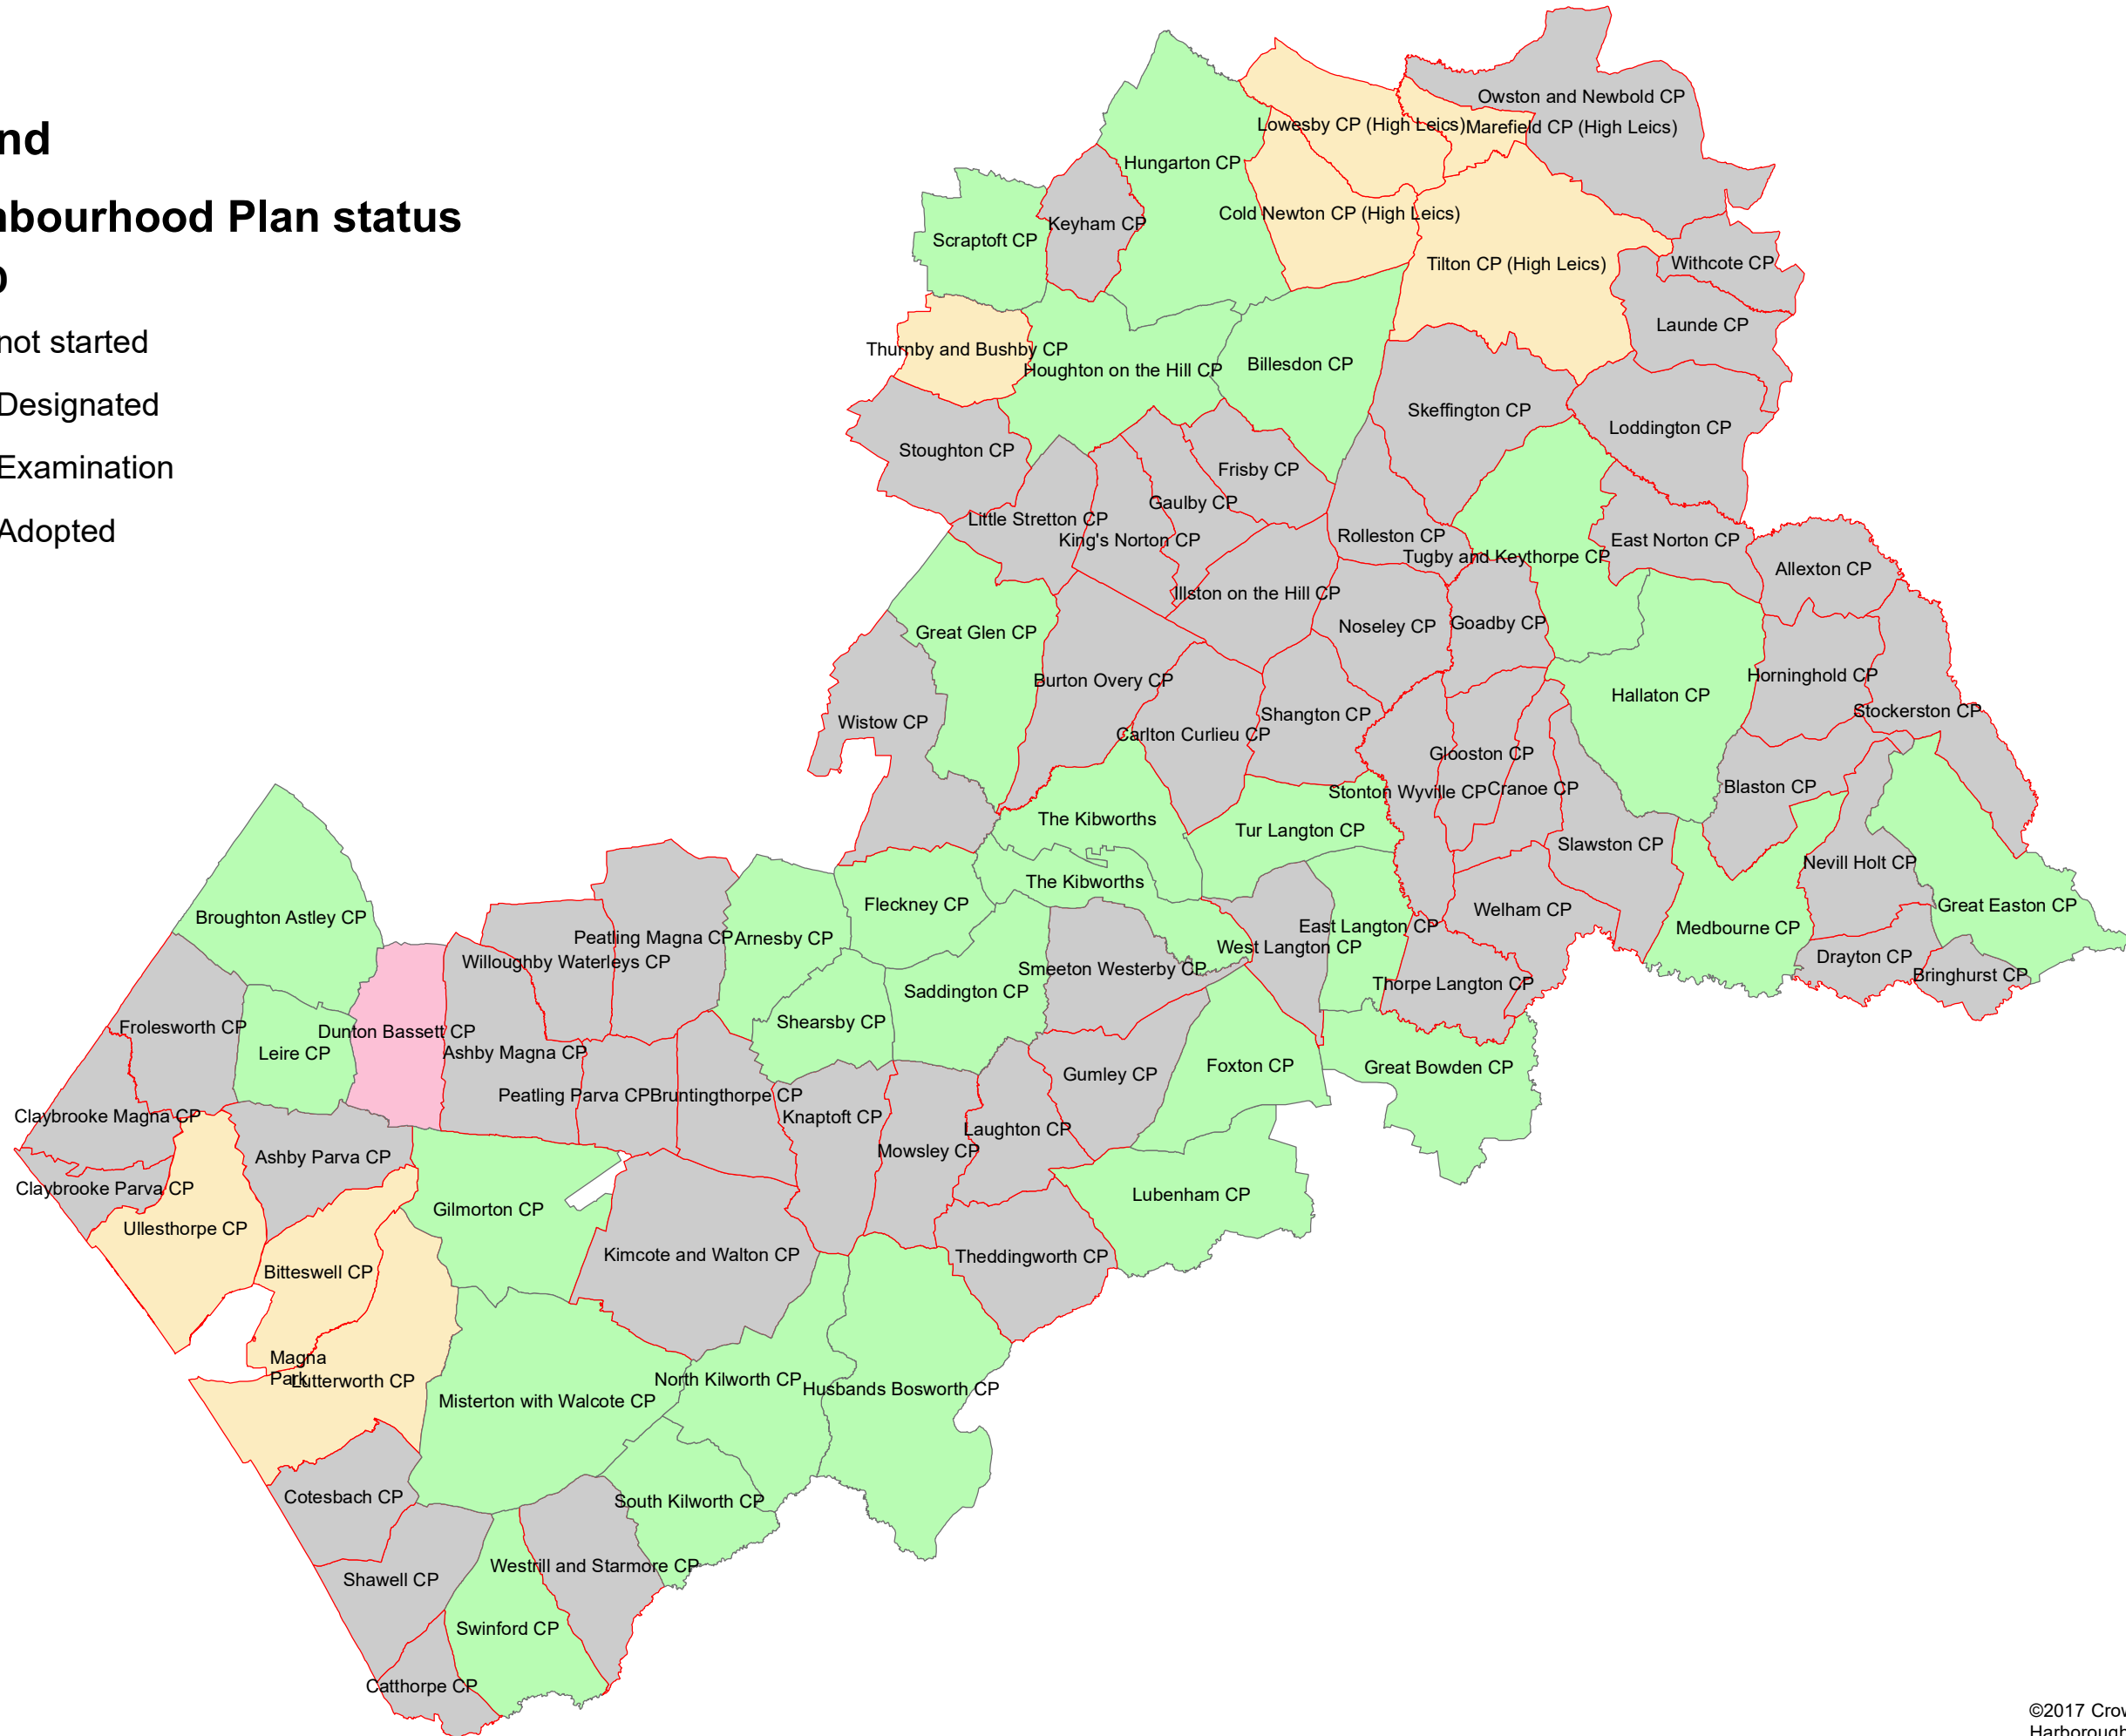 nd
nbourhood Plan status
not started
Designated
Examination
Adopted
Owston and Newbold CP
Lowesby CP (High Leics)
Marefield CP (High Leics)
Hungarton CP
Cold Newton CP (High Leics)
Keyham CP
Scraptoft CP
Tilton CP (High Leics)
Withcote CP
Launde CP
Thurnby and Bushby CP
Houghton on the Hill CP
Billesdon CP
Skeffington CP
Loddington CP
Stoughton CP
Frisby CP
Gaulby CP
Little Stretton CP
King's Norton CP
Rolleston CP
Tugby and Keythorpe CP
East Norton CP
Allexton CP
Illston on the Hill CP
Noseley CP
Goadby CP
Great Glen CP
Burton Overy CP
Horninghold CP
Hallaton CP
Stockerston CP
Wistow CP
Shangton CP
Carlton Curlieu CP
Glooston CP
Stonton Wyville CP
Cranoe CP
Blaston CP
The Kibworths
Tur Langton CP
Slawston CP
Nevill Holt CP
The Kibworths
Fleckney CP
Welham CP
Great Easton CP
Broughton Astley CP
East Langton CP
Medbourne CP
Peatling Magna CP
Arnesby CP
West Langton CP
Willoughby Waterleys CP
Smeeton Westerby CP
Drayton CP
Bringhurst CP
Thorpe Langton CP
Saddington CP
Shearsby CP
Frolesworth CP
Dunton Bassett CP
Leire CP
Ashby Magna CP
Foxton CP
Great Bowden CP
Gumley CP
Peatling Parva CP
Bruntingthorpe CP
Claybrooke Magna CP
Knaptoft CP
Laughton CP
Mowsley CP
Ashby Parva CP
Claybrooke Parva CP
Lubenham CP
Gilmorton CP
Ullesthorpe CP
Kimcote and Walton CP
Theddingworth CP
Bitteswell CP
Magna
Park
Lutterworth CP
North Kilworth CP
Husbands Bosworth CP
Misterton with Walcote CP
Cotesbach CP
South Kilworth CP
Westrill and Starmore CP
Shawell CP
Swinford CP
Catthorpe CP
©2017 Crow
Harborough